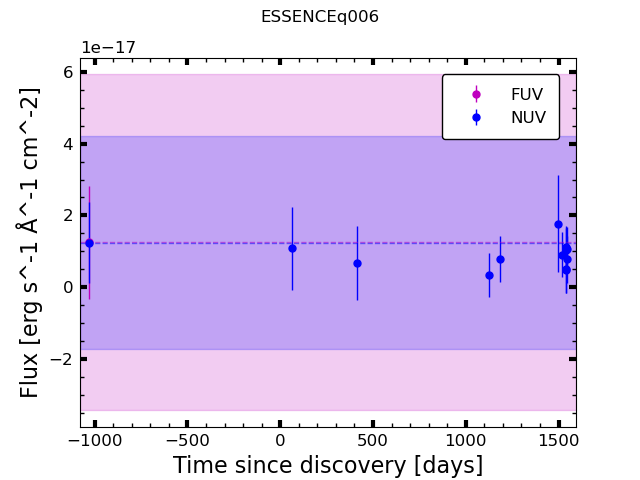 ESSENCEq006
1e−17
6
4
2
0
−2
FUV
NUV
−1000 −500 0 500 1000 1500
Time since discovery [days]
Flux [erg s^-1 Å^-1 cm^-2]